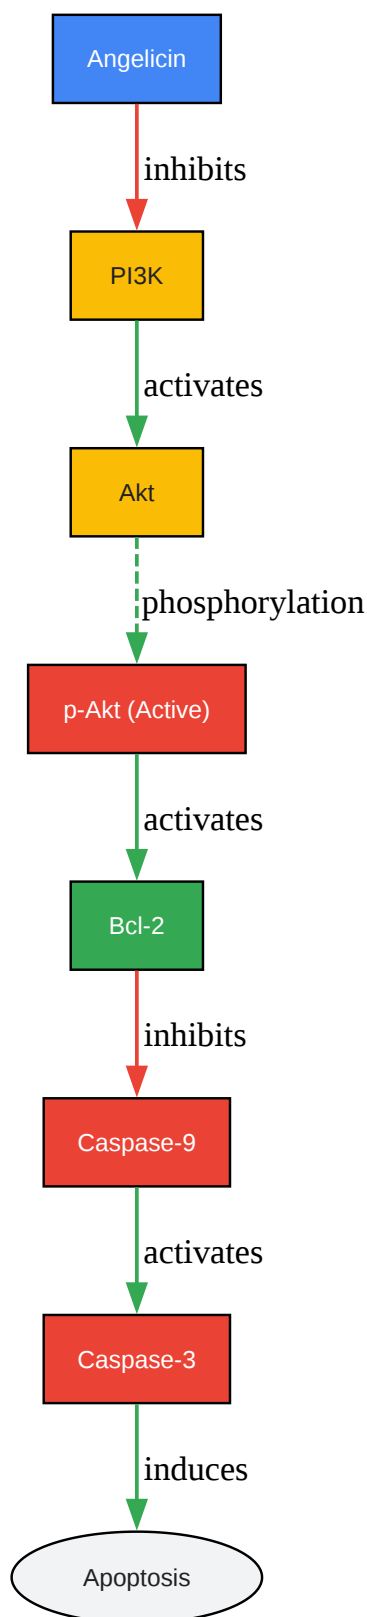 Angelicin
inhibits
PI3K
activates
Akt
phosphorylation
p-Akt (Active)
activates
Bcl-2
inhibits
Caspase-9
activates
Caspase-3
induces
Apoptosis